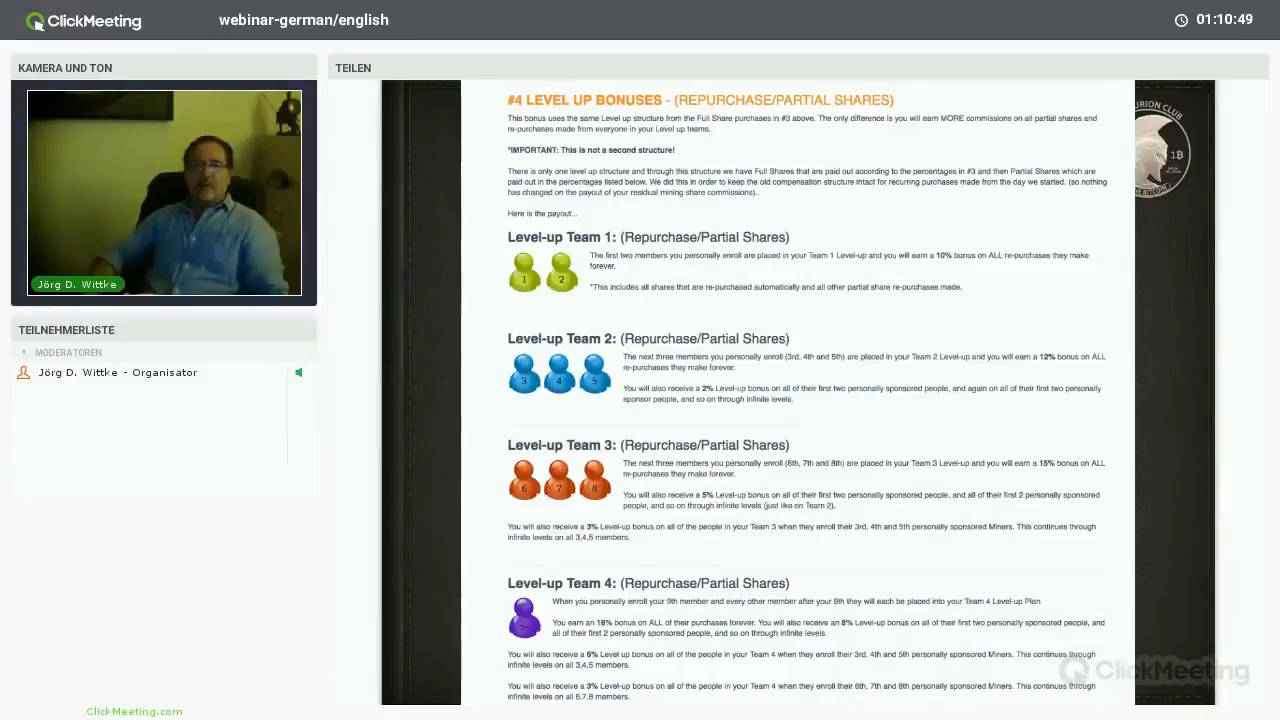 ClickMeeting
webinar-german/english
01:10:49
KAMERA UND TON
TEILEN
Jörg D. Wittke
TEILNEHMERLISTE
MODERATOREN
Jörg D. Wittke - Organisator
#4 LEVEL UP BONUSES - (REPURCHASE/PARTIAL SHARES)
This bonus uses the same Level up structure from the Full Share purchases in #3 above. The only difference is you will earn MORE commissions on all partial shares and
re-purchases made from everyone in your Level up teams.
*IMPORTANT: This is not a second structure!
There is only one level up structure and through this structure we have Full Shares that are paid out according to the percentages in #3 and then Partial Shares which are
paid out in the percentages listed below. We did this in order to keep the old compensation structure intact for recurring purchases made from the day we started. (so nothing
has changed on the payout of your residual mining share commissions)..
Here is the payout...
Level-up Team 1: (Repurchase/Partial Shares)
1 2
The first two members you personally enroll are placed in your Team 1 Level-up and you will earn a 10% bonus on ALL re-purchases they make
forever.
*This includes all shares that are re-purchased automatically and all other partial share re-purchases made.
Level-up Team 2: (Repurchase/Partial Shares)
3 4 5
The next three members you personally enroll (3rd, 4th and 5th) are placed in your Team 2 Level-up and you will earn a 12% bonus on ALL
re-purchases they make forever.
You will also receive a 2% Level-up bonus on all of their first two personally sponsored people, and again on all of their first two personally
sponsor people, and so on through infinite levels.
Level-up Team 3: (Repurchase/Partial Shares)
6 7 8
The next three members you personally enroll (6th, 7th and 8th) are placed in your Team 3 Level-up and you will earn a 15% bonus on ALL
re-purchases they make forever.
You will also receive a 5% Level-up bonus on all of their first two personally sponsored people, and all of their first 2 personally sponsored
people, and so on through infinite levels (just like on Team 2).
You will also receive a 3% Level-up bonus on all of the people in your Team 3 when they enroll their 3rd, 4th and 5th personally sponsored Miners. This continues through
infinite levels on all 3,4,5 members.
Level-up Team 4: (Repurchase/Partial Shares)
9
When you personally enroll your 9th member and every other member after your 9th they will each be placed into your Team 4 Level-up Plan
You earn an 18% bonus on ALL of their purchases forever. You will also receive an 8% Level-up bonus on all of their first two personally sponsored people, and
all of their first 2 personally sponsored people, and so on through infinite levels.
You will also receive a 6% Level up bonus on all of the people in your Team 4 when they enroll their 3rd, 4th and 5th personally sponsored Miners. This continues through
infinite levels on all 3,4,5 members.
You will also receive a 3% Level-up bonus on all of the people in your Team 4 when they enroll their 6th, 7th and 8th personally sponsored Miners. This continues through
infinite levels on all 6,7,8 members.
URION CLUB
ClickMeeting
ClickMeeting.com